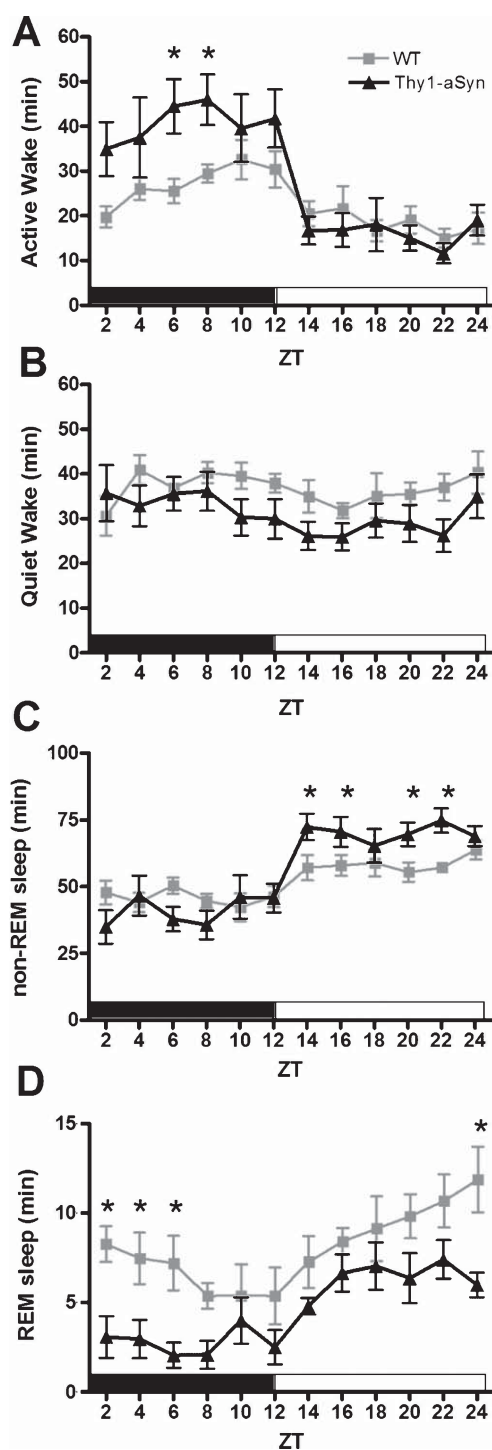 A
Active Wake (min)
60
50
40
30
20
10
0
* *
WT
Thy1-aSyn
2 4 6 8 10 12 14 16 18 20 22 24
ZT
B
Quiet Wake (min)
60
50
40
30
20
10
0
2 4 6 8 10 12 14 16 18 20 22 24
ZT
C
non-REM sleep (min)
100
75
50
25
0
* * * *
2 4 6 8 10 12 14 16 18 20 22 24
ZT
D
REM sleep (min)
15
10
5
0
* * * *
2 4 6 8 10 12 14 16 18 20 22 24
ZT